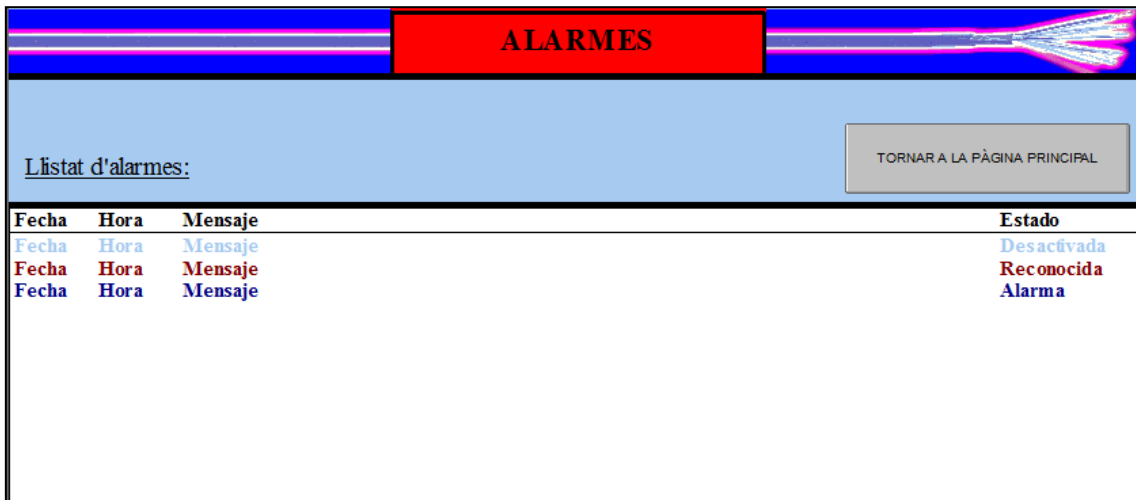 ALARMES
TORNAR A LA PÀGINA PRINCIPAL
Llistat d'alarmes:
Fecha Hora Mensaje Estado
Fecha Hora Mensaje Desactivada
Fecha Hora Mensaje Reconocida
Fecha Hora Mensaje Alarma